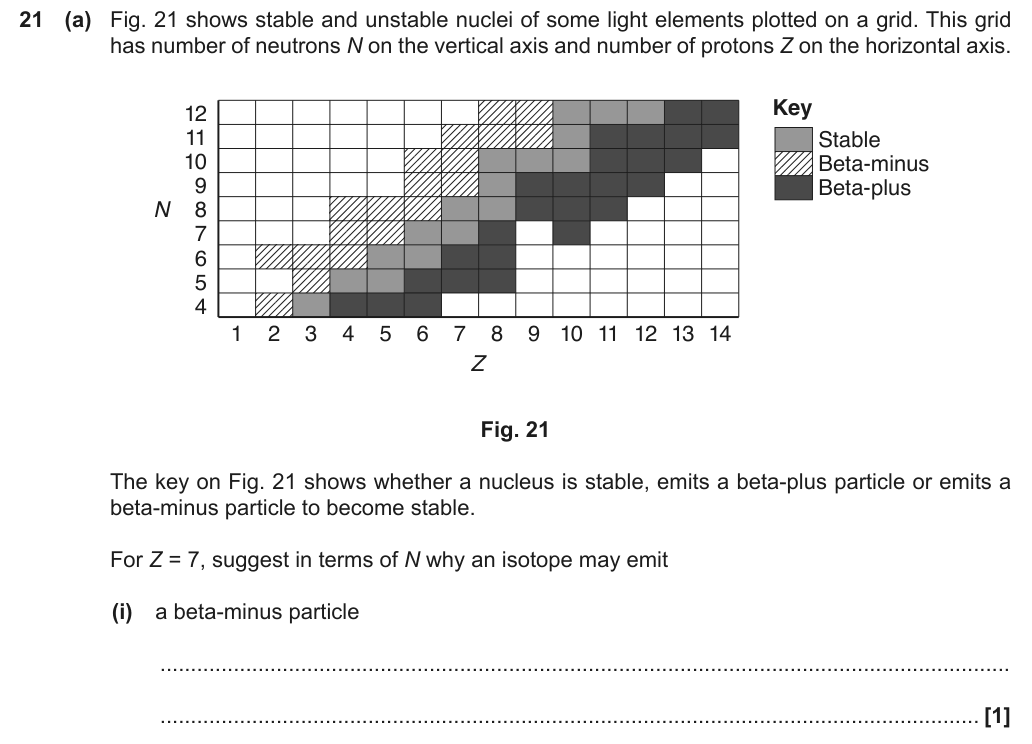 21 (a) Fig. 21 shows stable and unstable nuclei of some light elements plotted on a grid. This grid
has number of neutrons N on the vertical axis and number of protons Z on the horizontal axis.
12
11
10
9
N 8
7
6
5
4
1 2 3 4 5 6 7 8 9 10 11 12 13 14
Z
Key
Stable
Beta-minus
Beta-plus
Fig. 21
The key on Fig. 21 shows whether a nucleus is stable, emits a beta-plus particle or emits a
beta-minus particle to become stable.
For Z = 7, suggest in terms of N why an isotope may emit
(i) a beta-minus particle
..........................................................................................................................................
..................................................................................................................................... [1]